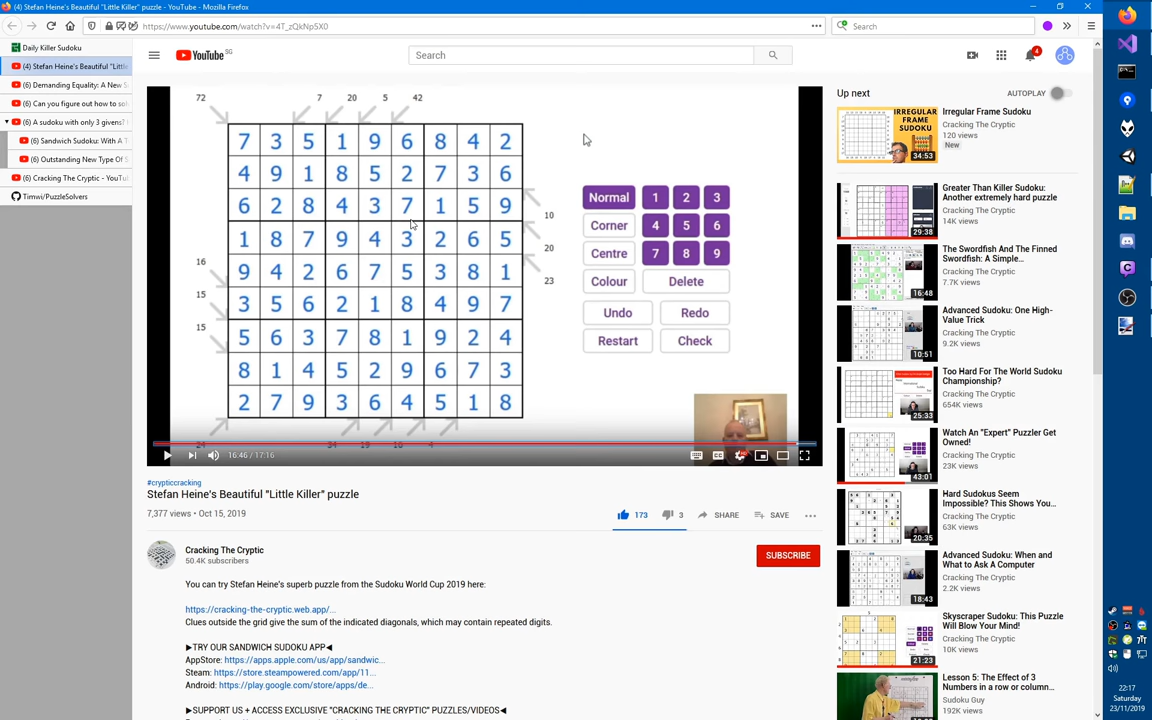 (4) Stefan Heine's Beautiful "Little Killer" puzzle - YouTube - Mozilla Firefox
https://www.youtube.com/watch?v=4T_zQkNp5X0
Search
Daily Killer Sudoku
(4) Stefan Heine's Beautiful "Little
(6) Demanding Equality: A New S
(6) Can you figure out how to sol
(6) A sudoku with only 3 givens?
(6) Sandwich Sudoku: With A T
(6) Outstanding New Type Of S
(6) Cracking The Cryptic - YouTu
Timwi/PuzzleSolvers
YouTube SG
Search
4
72 7 20 5 42
7 3 5 1 9 6 8 4 2
4 9 1 8 5 2 7 3 6
6 2 8 4 3 7 1 5 9
10
1 8 7 9 4 3 2 6 5
20
16
9 4 2 6 7 5 3 8 1
23
15
3 5 6 2 1 8 4 9 7
15
5 6 3 7 8 1 9 2 4
8 1 4 5 2 9 6 7 3
2 7 9 3 6 4 5 1 8
Normal 1 2 3
Corner 4 5 6
Centre 7 8 9
Colour Delete
Undo Redo
Restart Check
16:46 / 17:16
#crypticcracking
Stefan Heine's Beautiful "Little Killer" puzzle
7,377 views • Oct 15, 2019
173 3 SHARE SAVE
Cracking The Cryptic
50.4K subscribers
SUBSCRIBE
You can try Stefan Heine's superb puzzle from the Sudoku World Cup 2019 here:
https://cracking-the-cryptic.web.app/...
Clues outside the grid give the sum of the indicated diagonals, which may contain repeated digits.
▶TRY OUR SANDWICH SUDOKU APP◀
AppStore: https://apps.apple.com/us/app/sandwic...
Steam: https://store.steampowered.com/app/11...
Android: https://play.google.com/store/apps/de...
▶SUPPORT US + ACCESS EXCLUSIVE "CRACKING THE CRYPTIC" PUZZLES/VIDEOS◀
Up next
AUTOPLAY
IRREGULAR FRAME SUDOKU
34:53
Irregular Frame Sudoku
Cracking The Cryptic
120 views
New
29:38
Greater Than Killer Sudoku: Another extremely hard puzzle
Cracking The Cryptic
14K views
16:48
The Swordfish And The Finned Swordfish: A Simple...
Cracking The Cryptic
7.7K views
10:51
Advanced Sudoku: One High-Value Trick
Cracking The Cryptic
9.2K views
25:33
Too Hard For The World Sudoku Championship?
Cracking The Cryptic
654K views
43:01
Watch An "Expert" Puzzler Get Owned!
Cracking The Cryptic
23K views
20:35
Hard Sudokus Seem Impossible? This Shows You...
Cracking The Cryptic
63K views
18:43
Advanced Sudoku: When and What to Ask A Computer
Cracking The Cryptic
2.2K views
21:23
Skyscraper Sudoku: This Puzzle Will Blow Your Mind!
Cracking The Cryptic
10K views
Lesson 5: The Effect of 3 Numbers in a row or column...
Sudoku Guy
192K views
22:17
Saturday
23/11/2019